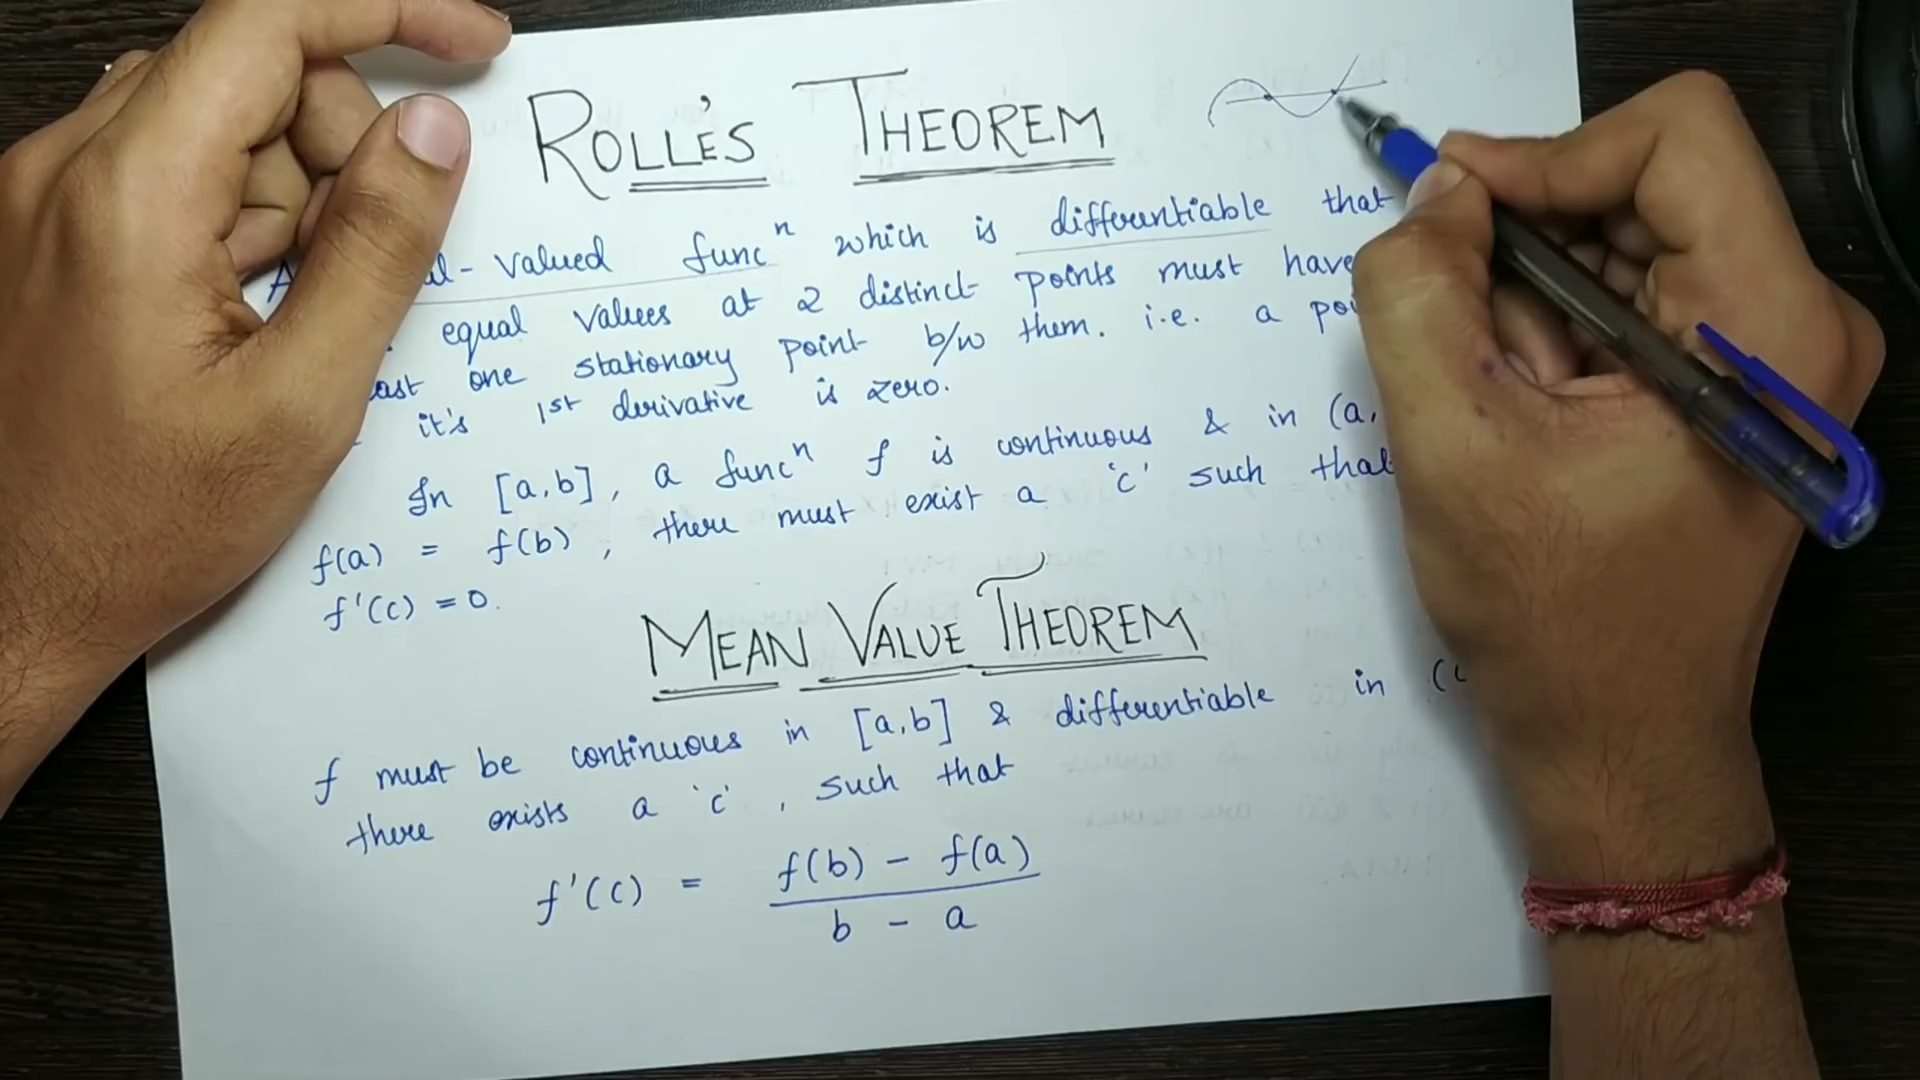 ROLLE'S THEOREM
valued funcⁿ which is differentiable that
equal values at 2 distinct points must have
one stationary point b/w them. i.e. a
it's 1st derivative is zero.
In [a,b], a funcⁿ f is continuous & in (a,
f(a) = f(b), there must exist a 'c' such that
f'(c) = 0.
MEAN VALUE THEOREM
f must be continuous in [a,b] & differentiable in (
there exists a 'c', such that
f'(c) = f(b) - f(a)
b - a